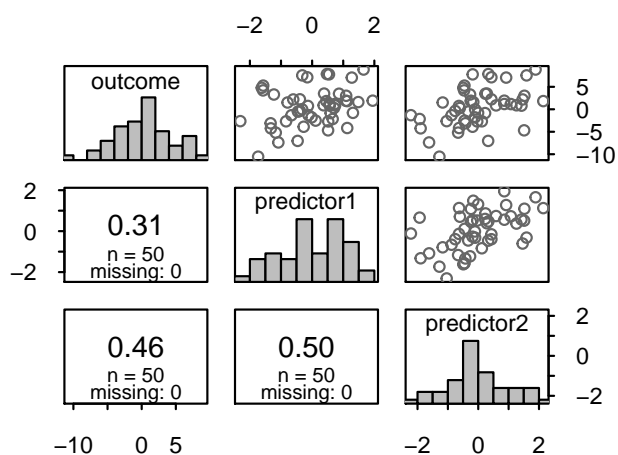 −2 0 2
outcome
5
0
−5
−10
2
0
−2
0.31
n = 50
missing: 0
predictor1
0.46
n = 50
missing: 0
0.50
n = 50
missing: 0
predictor2
2
0
−2
−10 0 5
−2 0 2